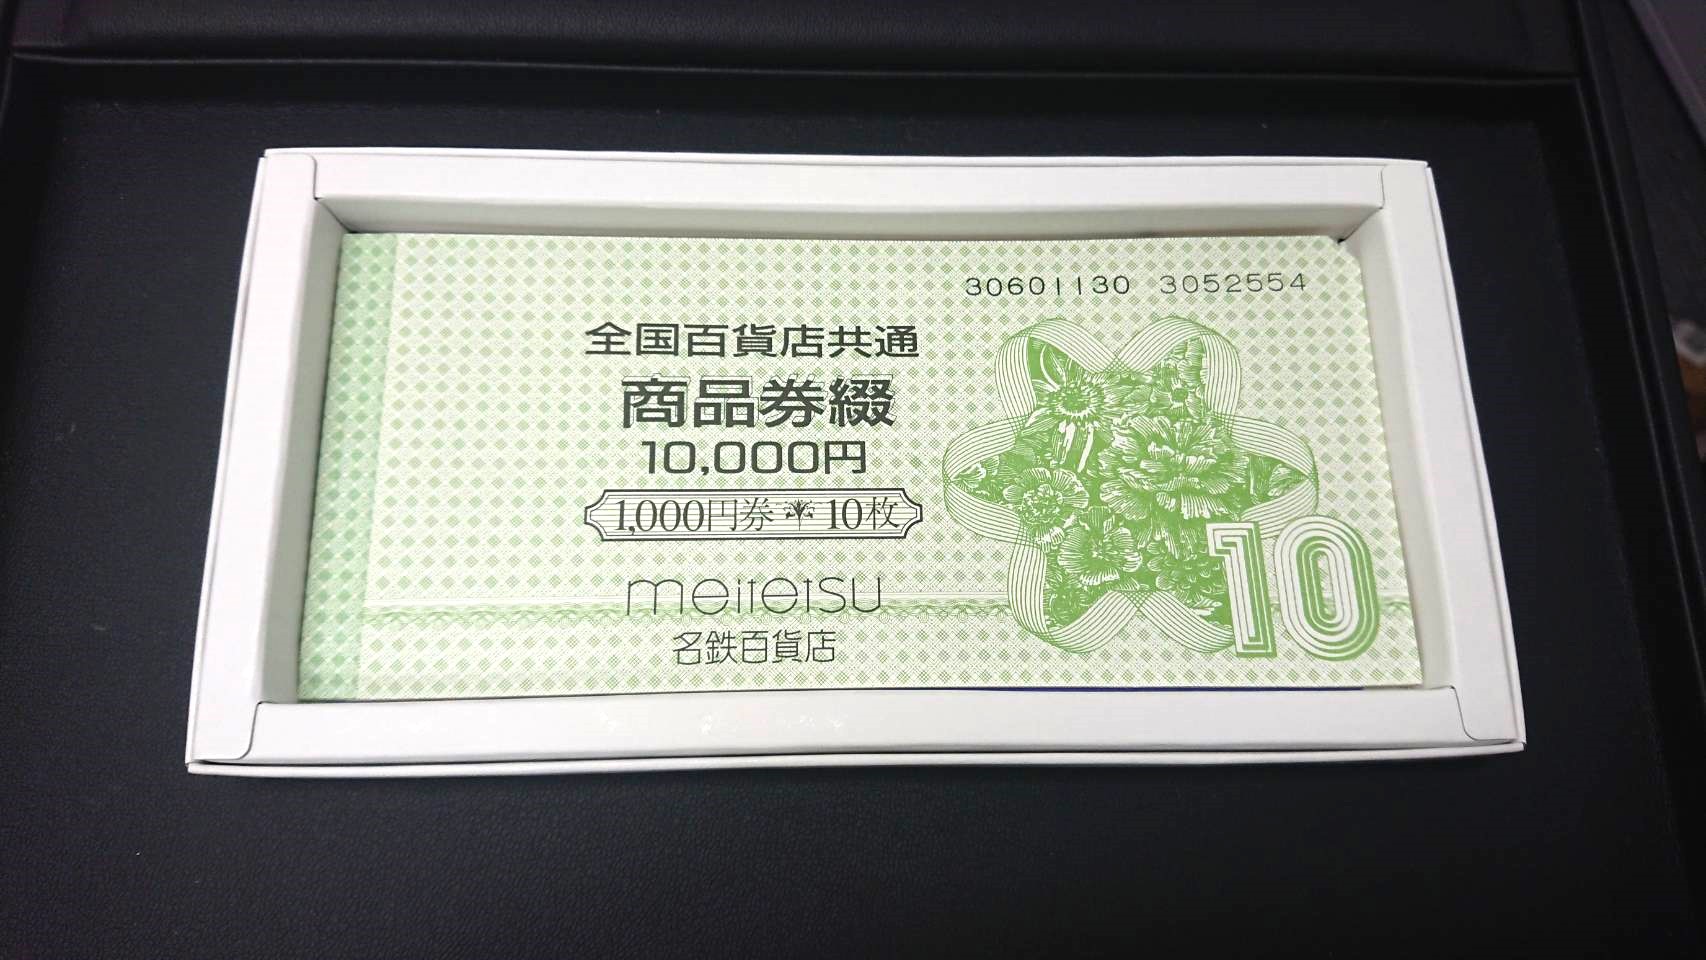 30601130 3052554
全国百貨店共通
商品券綴
10,000円
1,000円券 10枚
meitetsu
名鉄百貨店
10